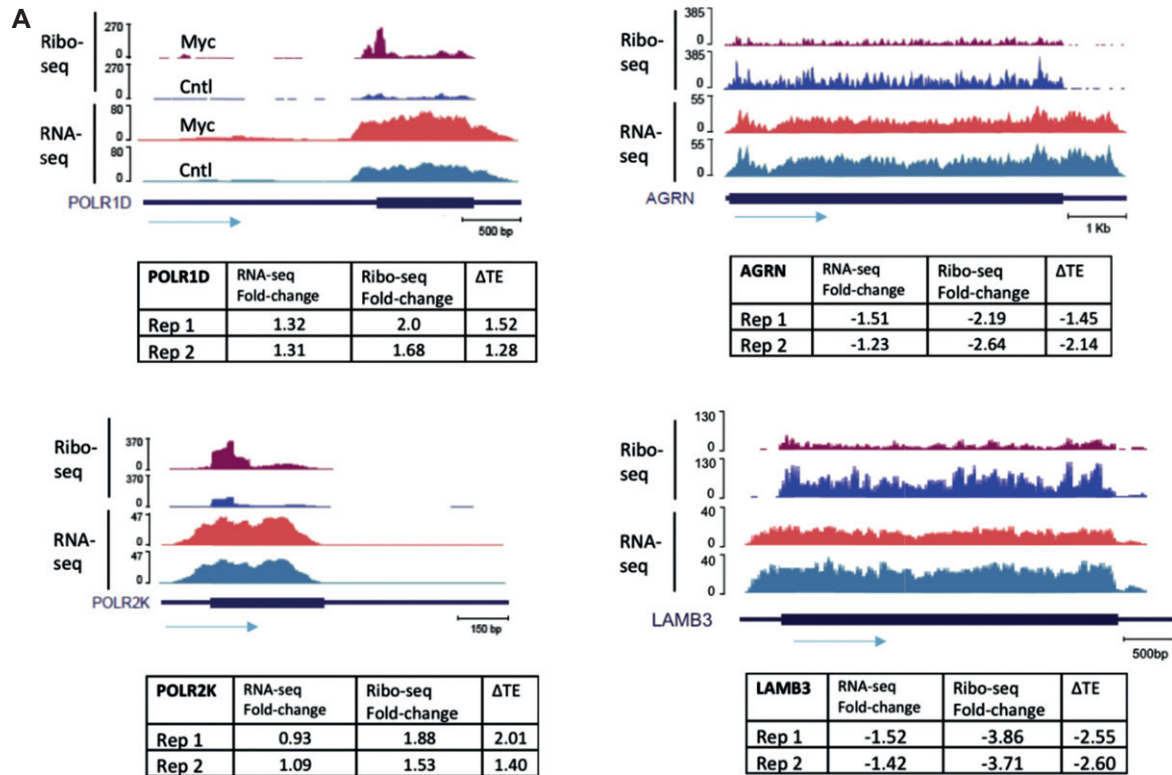 A
Ribo-
seq
270
0
Myc
270
0
Cntl
RNA-
seq
80
0
Myc
80
0
Cntl
POLR1D
500 bp
POLR1D RNA-seq Fold-change Ribo-seq Fold-change ΔTE
Rep 1 1.32 2.0 1.52
Rep 2 1.31 1.68 1.28
Ribo-
seq
385
0
385
0
RNA-
seq
55
0
55
0
AGRN
1 Kb
AGRN RNA-seq Fold-change Ribo-seq Fold-change ΔTE
Rep 1 -1.51 -2.19 -1.45
Rep 2 -1.23 -2.64 -2.14
Ribo-
seq
370
0
370
0
RNA-
seq
47
0
47
0
POLR2K
150 bp
POLR2K RNA-seq Fold-change Ribo-seq Fold-change ΔTE
Rep 1 0.93 1.88 2.01
Rep 2 1.09 1.53 1.40
Ribo-
seq
130
0
130
0
RNA-
seq
40
0
40
0
LAMB3
500bp
LAMB3 RNA-seq Fold-change Ribo-seq Fold-change ΔTE
Rep 1 -1.52 -3.86 -2.55
Rep 2 -1.42 -3.71 -2.60